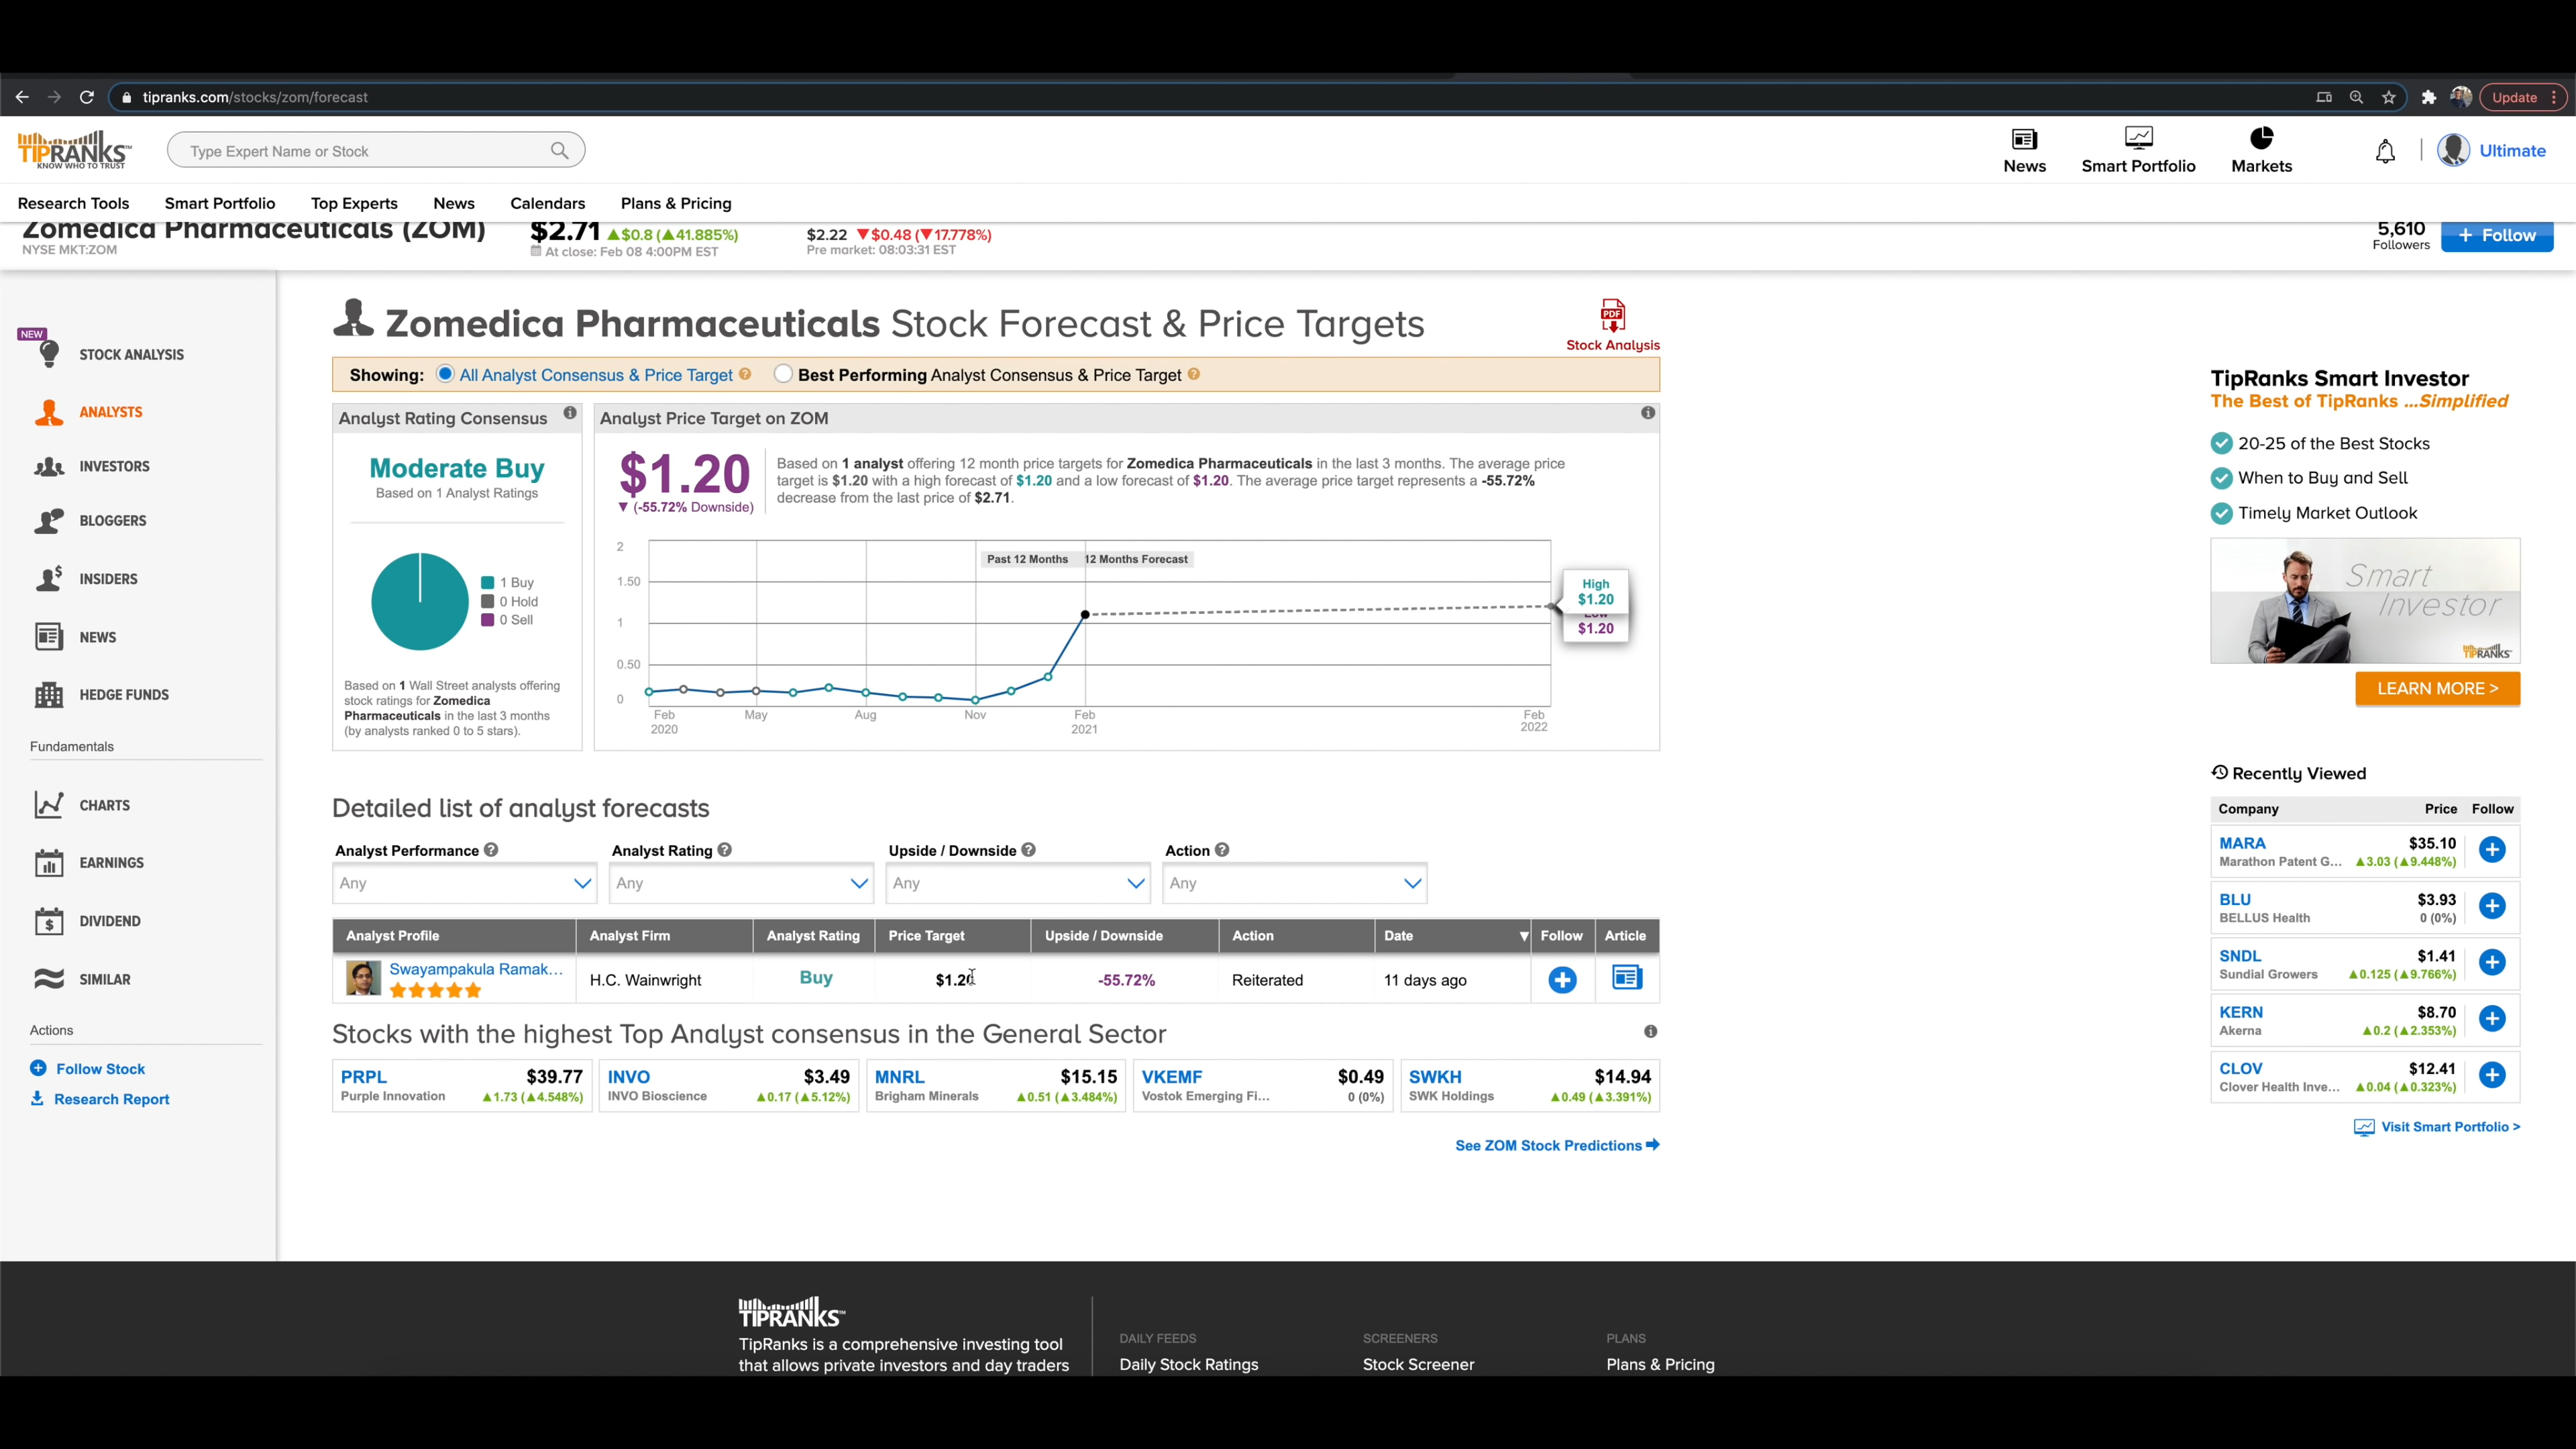 tipranks.com/stocks/zom/forecast
Update
TIPRANKS™
KNOW WHO TO TRUST
Type Expert Name or Stock
News
Smart Portfolio
Markets
Ultimate
Research Tools
Smart Portfolio
Top Experts
News
Calendars
Plans & Pricing
Zomedica Pharmaceuticals (ZOM)
NYSE MKT:ZOM
$2.71 ▲$0.8 (▲41.885%)
At close: Feb 08 4:00PM EST
$2.22 ▼$0.48 (▼17.778%)
Pre market: 08:03:31 EST
5,610
Followers
+ Follow
NEW
STOCK ANALYSIS
ANALYSTS
INVESTORS
BLOGGERS
INSIDERS
NEWS
HEDGE FUNDS
Fundamentals
CHARTS
EARNINGS
DIVIDEND
SIMILAR
Actions
Follow Stock
Research Report
Zomedica Pharmaceuticals Stock Forecast & Price Targets
PDF
Stock Analysis
Showing: All Analyst Consensus & Price Target ? Best Performing Analyst Consensus & Price Target ?
Analyst Rating Consensus
Moderate Buy
Based on 1 Analyst Ratings
1 Buy
0 Hold
0 Sell
Based on 1 Wall Street analysts offering
stock ratings for Zomedica
Pharmaceuticals in the last 3 months
(by analysts ranked 0 to 5 stars).
Analyst Price Target on ZOM
$1.20
▼ (-55.72% Downside)
Based on 1 analyst offering 12 month price targets for Zomedica Pharmaceuticals in the last 3 months. The average price
target is $1.20 with a high forecast of $1.20 and a low forecast of $1.20. The average price target represents a -55.72%
decrease from the last price of $2.71.
Past 12 Months
12 Months Forecast
2
1.50
1
0.50
0
Feb
2020
May
Aug
Nov
Feb
2021
Feb
2022
High
$1.20
$1.20
Detailed list of analyst forecasts
Analyst Performance ?
Analyst Rating ?
Upside / Downside ?
Action ?
Any
Any
Any
Any
Analyst Profile
Analyst Firm
Analyst Rating
Price Target
Upside / Downside
Action
Date ▼
Follow
Article
Swayampakula Ramak...
H.C. Wainwright
Buy
$1.20
-55.72%
Reiterated
11 days ago
Stocks with the highest Top Analyst consensus in the General Sector
PRPL $39.77
Purple Innovation ▲1.73 (▲4.548%)
INVO $3.49
INVO Bioscience ▲0.17 (▲5.12%)
MNRL $15.15
Brigham Minerals ▲0.51 (▲3.484%)
VKEMF $0.49
Vostok Emerging Fi... 0 (0%)
SWKH $14.94
SWK Holdings ▲0.49 (▲3.391%)
See ZOM Stock Predictions
TipRanks Smart Investor
The Best of TipRanks ...Simplified
20-25 of the Best Stocks
When to Buy and Sell
Timely Market Outlook
Smart
Investor
TIPRANKS
LEARN MORE >
Recently Viewed
Company Price Follow
MARA $35.10
Marathon Patent G... ▲3.03 (▲9.448%)
BLU $3.93
BELLUS Health 0 (0%)
SNDL $1.41
Sundial Growers ▲0.125 (▲9.766%)
KERN $8.70
Akerna ▲0.2 (▲2.353%)
CLOV $12.41
Clover Health Inve... ▲0.04 (▲0.323%)
Visit Smart Portfolio >
TIPRANKS™
TipRanks is a comprehensive investing tool
that allows private investors and day traders
DAILY FEEDS
Daily Stock Ratings
SCREENERS
Stock Screener
PLANS
Plans & Pricing